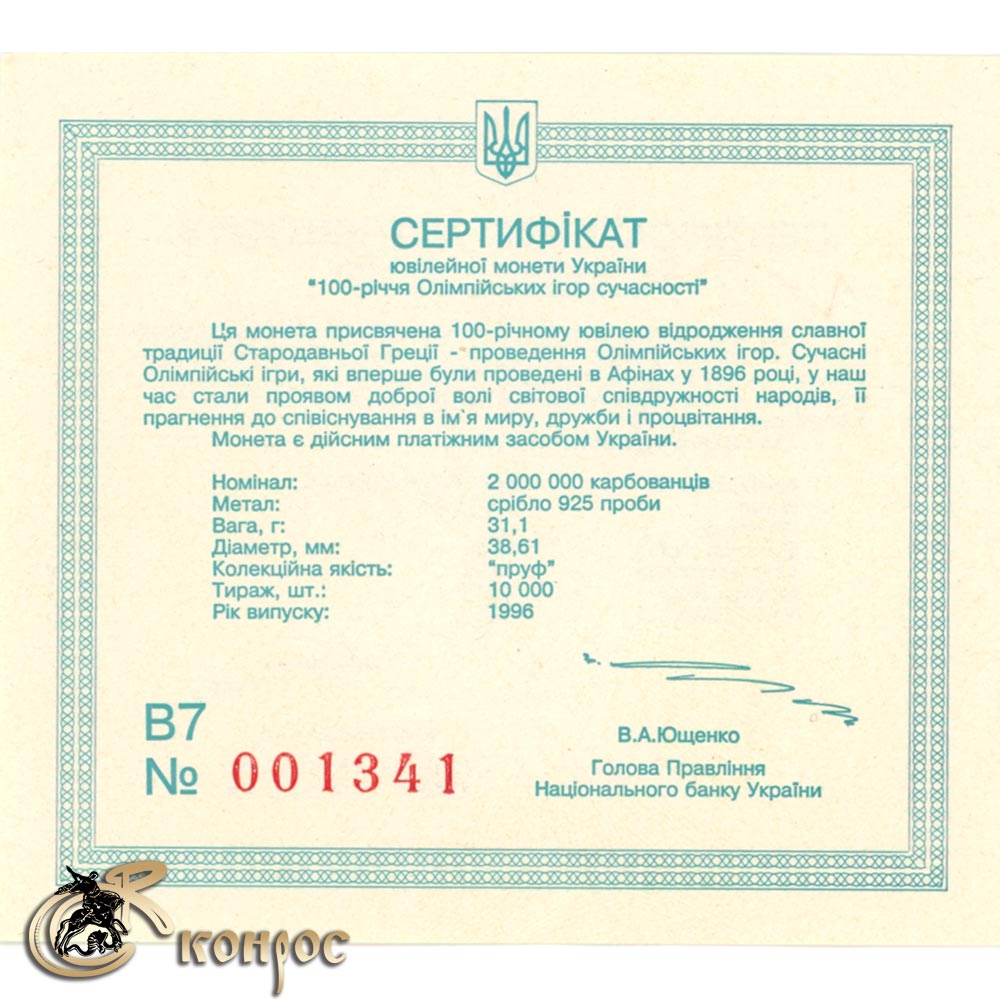 СЕРТИФІКАТ
ювілейної монети України
"100-річчя Олімпійських ігор сучасності"
Ця монета присвячена 100-річному ювілею відродження славної
традиції Стародавньої Греції - проведення Олімпійських ігор. Сучасні
Олімпійські ігри, які вперше були проведені в Афінах у 1896 році, у наш
час стали проявом доброї волі світової співдружності народів, її
прагнення до співіснування в ім`я миру, дружби і процвітання.
Монета є дійсним платіжним засобом України.
Номінал: 2 000 000 карбованців
Метал: срібло 925 проби
Вага, г: 31,1
Діаметр, мм: 38,61
Колекційна якість: "пруф"
Тираж, шт.: 10 000
Рік випуску: 1996
В7
№ 001341
В.А.Ющенко
Голова Правління
Національного банку України
конрос